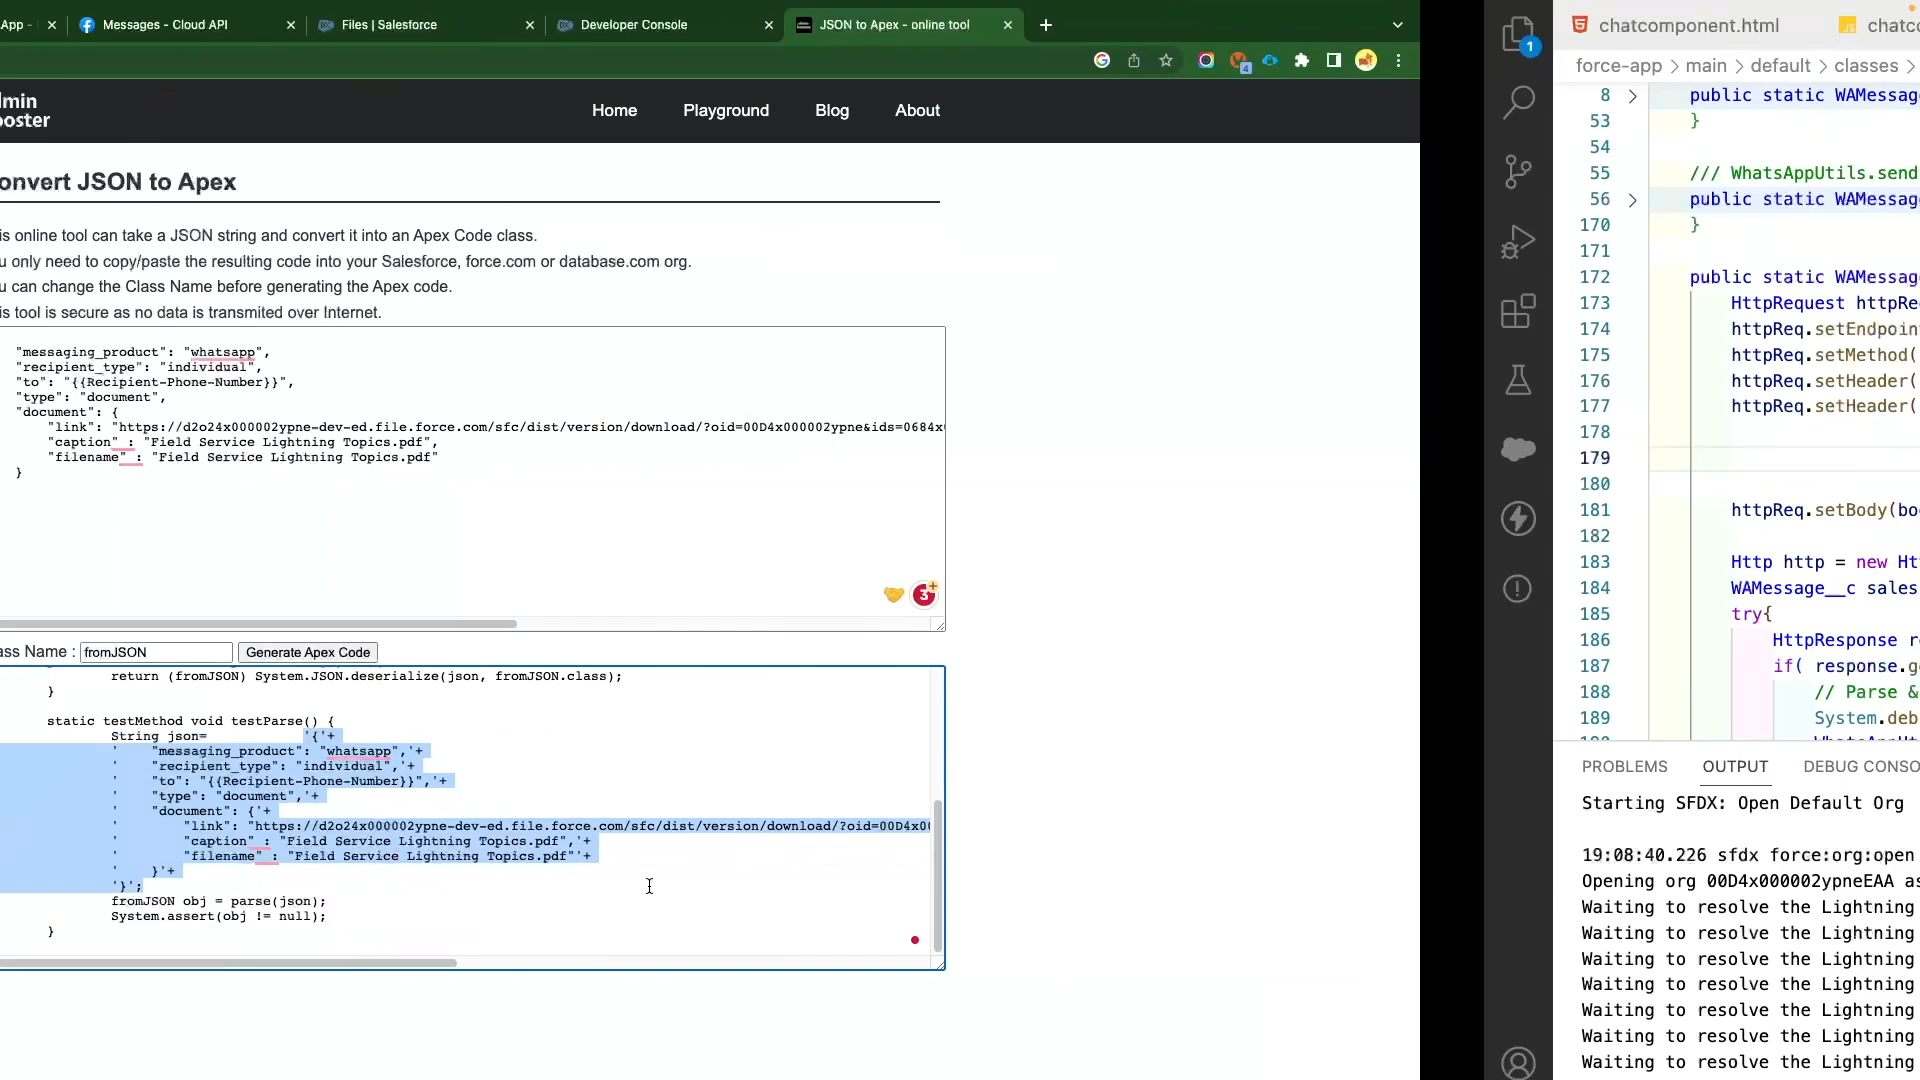 App -
Messages - Cloud API
Files | Salesforce
Developer Console
JSON to Apex - online tool
4
dmin
ooster
Home
Playground
Blog
About
onvert JSON to Apex
is online tool can take a JSON string and convert it into an Apex Code class.
u only need to copy/paste the resulting code into your Salesforce, force.com or database.com org.
u can change the Class Name before generating the Apex code.
is tool is secure as no data is transmited over Internet.
"messaging_product": "whatsapp",
"recipient_type": "individual",
"to": "{{Recipient-Phone-Number}}",
"type": "document",
"document": {
"link": "https://d2o24x000002ypne-dev-ed.file.force.com/sfc/dist/version/download/?oid=00D4x000002ypne&ids=0684x
"caption" : "Field Service Lightning Topics.pdf",
"filename" : "Field Service Lightning Topics.pdf"
}
3
ass Name :
fromJSON
Generate Apex Code
return (fromJSON) System.JSON.deserialize(json, fromJSON.class);
}
static testMethod void testParse() {
String json= '{'+
' "messaging_product": "whatsapp",'+
' "recipient_type": "individual",'+
' "to": "{{Recipient-Phone-Number}}",'+
' "type": "document",'+
' "document": {'+
' "link": "https://d2o24x000002ypne-dev-ed.file.force.com/sfc/dist/version/download/?oid=00D4x0
' "caption" : "Field Service Lightning Topics.pdf",'+
' "filename" : "Field Service Lightning Topics.pdf"'+
' }'+
'}';
fromJSON obj = parse(json);
System.assert(obj != null);
}
1
chatcomponent.html
JS
chatc
force-app > main > default > classes >
8 public static WAMessag
53 }
54
55 /// WhatsAppUtils.send
56 public static WAMessag
170 }
171
172 public static WAMessag
173 HttpRequest httpRe
174 httpReq.setEndpoin
175 httpReq.setMethod(
176 httpReq.setHeader(
177 httpReq.setHeader(
178
179
180
181 httpReq.setBody(bo
182
183 Http http = new Ht
184 WAMessage__c sales
185 try{
186 HttpResponse r
187 if( response.g
188 // Parse &
189 System.deb
PROBLEMS
OUTPUT
DEBUG CONSO
Starting SFDX: Open Default Org
19:08:40.226 sfdx force:org:open
Opening org 00D4x000002ypneEAA as
Waiting to resolve the Lightning
Waiting to resolve the Lightning
Waiting to resolve the Lightning
Waiting to resolve the Lightning
Waiting to resolve the Lightning
Waiting to resolve the Lightning
Waiting to resolve the Lightning